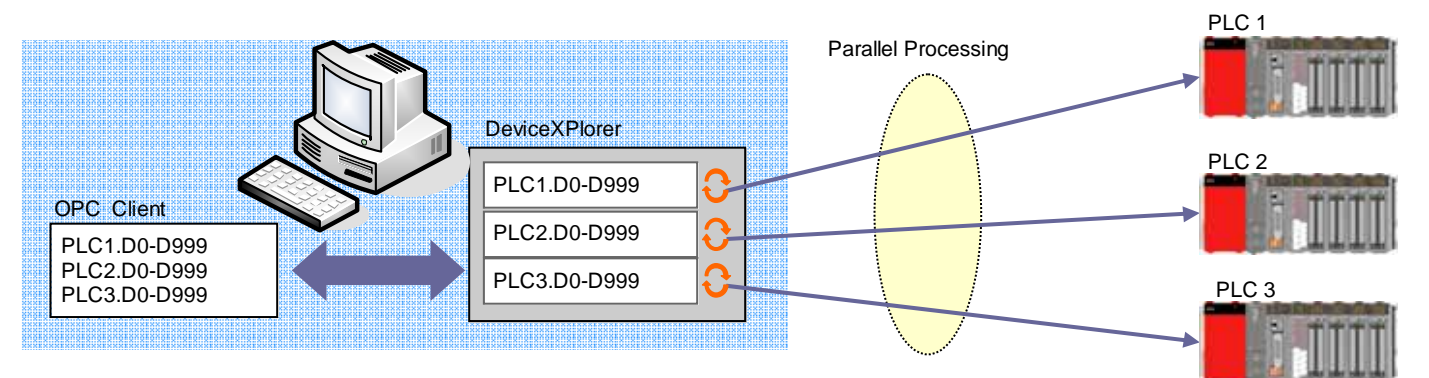 PLC 1
Parallel Processing
DeviceXPlorer
PLC1.D0-D999
PLC 2
OPC Client
PLC2.D0-D999
PLC1.D0-D999
PLC2.D0-D999
PLC3.D0-D999
PLC3.D0-D999
PLC 3